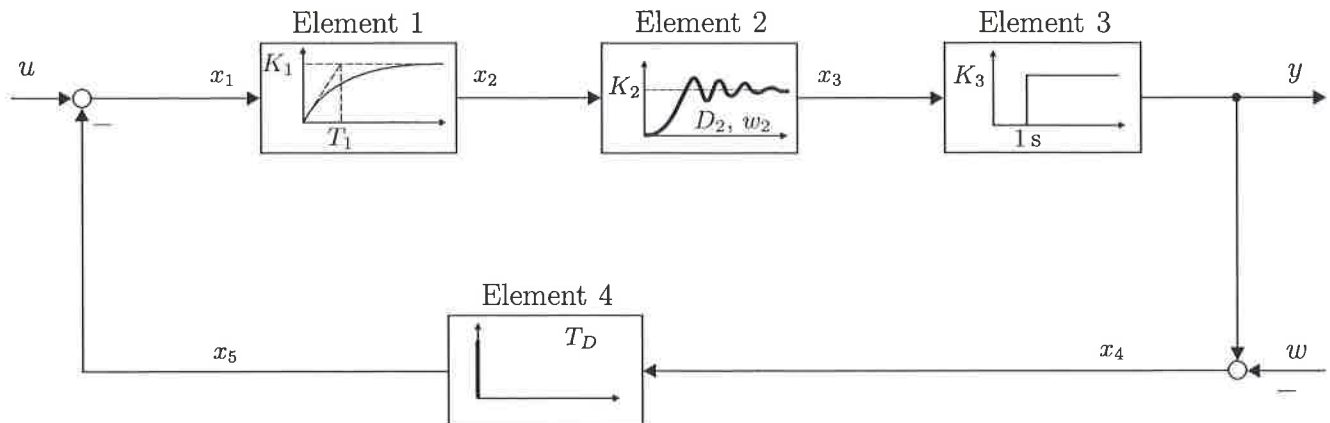 Element 1
Element 2
Element 3
u
x₁
K₁
T₁
x₂
K₂
D₂, w₂
x₃
K₃
1 s
y
−
Element 4
T_D
x₅
x₄
w
−